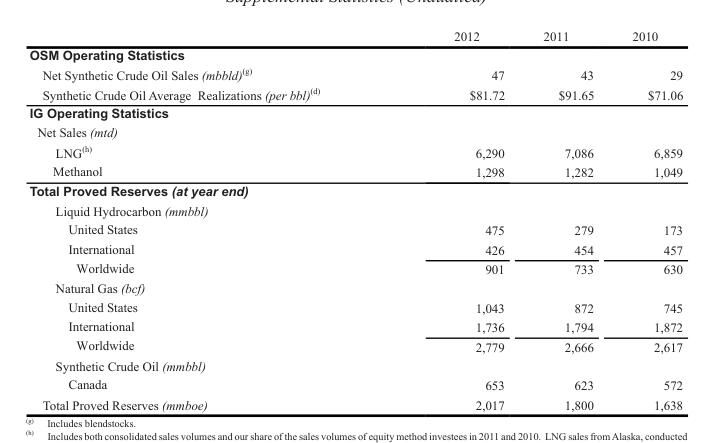 Supplemental Statistics (Unaudited)
2012 2011 2010
OSM Operating Statistics
Net Synthetic Crude Oil Sales (mbbld)(g) 47 43 29
Synthetic Crude Oil Average Realizations (per bbl)(d) $81.72 $91.65 $71.06
IG Operating Statistics
Net Sales (mtd)
LNG(h) 6,290 7,086 6,859
Methanol 1,298 1,282 1,049
Total Proved Reserves (at year end)
Liquid Hydrocarbon (mmbbl)
United States 475 279 173
International 426 454 457
Worldwide 901 733 630
Natural Gas (bcf)
United States 1,043 872 745
International 1,736 1,794 1,872
Worldwide 2,779 2,666 2,617
Synthetic Crude Oil (mmbbl)
Canada 653 623 572
Total Proved Reserves (mmboe) 2,017 1,800 1,638
(g) Includes blendstocks.
(h) Includes both consolidated sales volumes and our share of the sales volumes of equity method investees in 2011 and 2010. LNG sales from Alaska, conducted